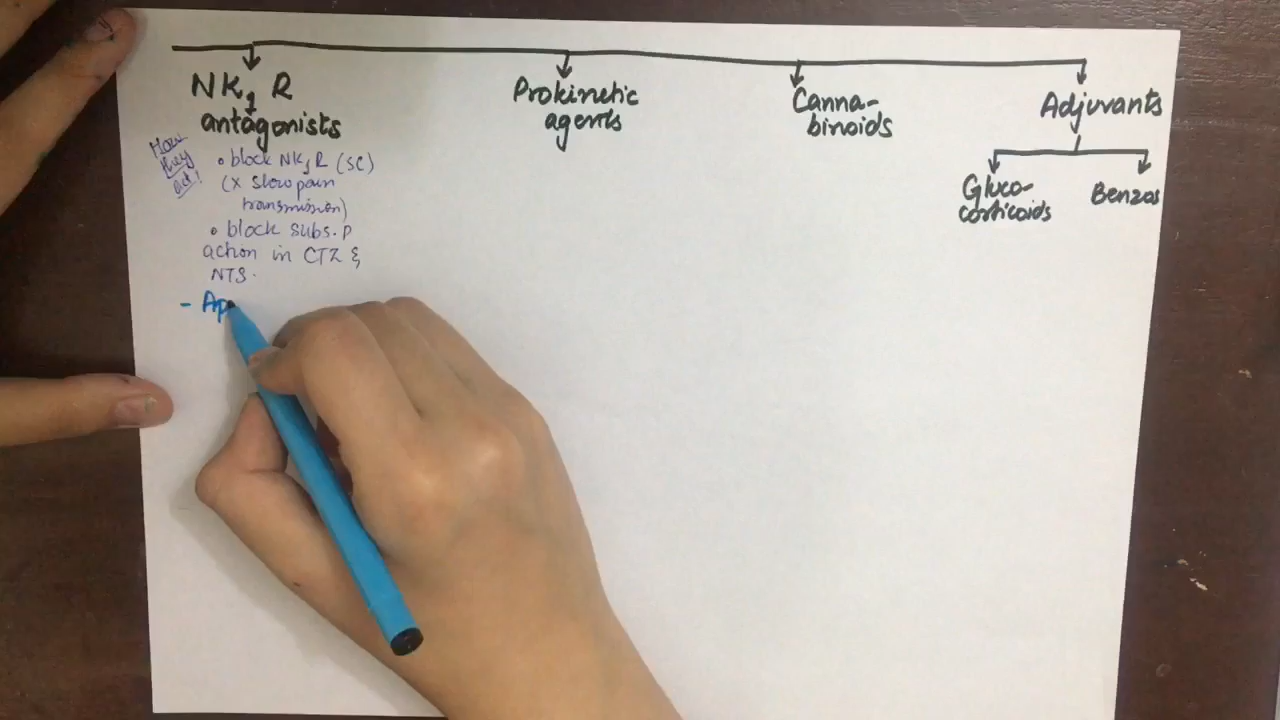 NK1 R
antagonists
How
they
act!
• block NK1R (SC)
(x slow pain
transmission)
• block subs. P
action in CTZ &
NTS.
- Ap
Prokinetic
agents
Canna-
binoids
Adjuvants
Gluco-
corticoids
Benzos